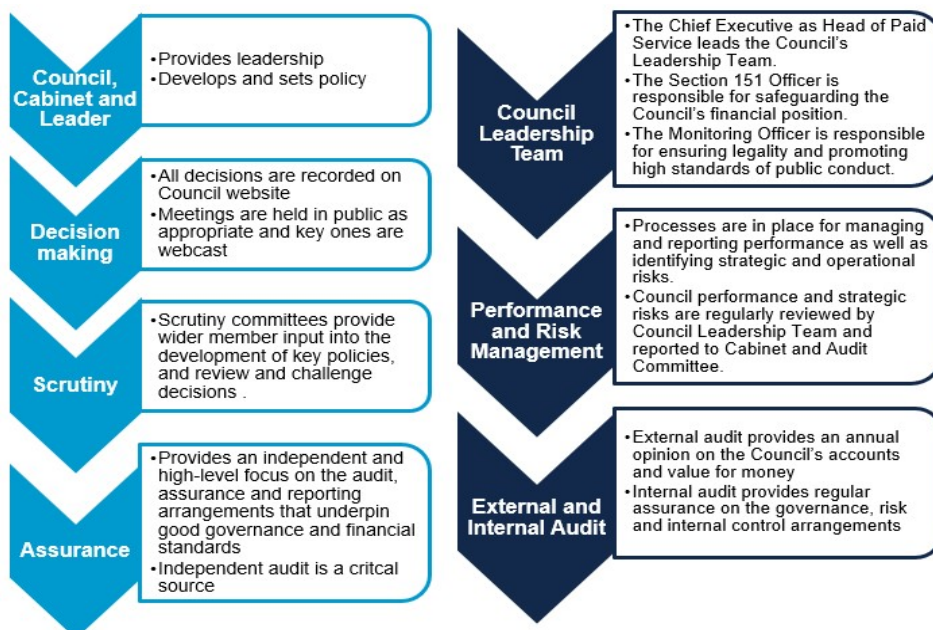 Council,
Cabinet and
Leader
•Provides leadership
•Develops and sets policy
Decision
making
•All decisions are recorded on
Council website
•Meetings are held in public as
appropriate and key ones are
webcast
Scrutiny
•Scrutiny committees provide
wider member input into the
development of key policies,
and review and challenge
decisions .
Assurance
•Provides an independent and
high-level focus on the audit,
assurance and reporting
arrangements that underpin
good governance and financial
standards
•Independent audit is a critcal
source
Council
Leadership
Team
•The Chief Executive as Head of Paid
Service leads the Council's
Leadership Team.
•The Section 151 Officer is
responsible for safeguarding the
Council's financial position.
•The Monitoring Officer is responsible
for ensuring legality and promoting
high standards of public conduct.
Performance
and Risk
Management
•Processes are in place for managing
and reporting performance as well as
identifying strategic and operational
risks.
•Council performance and strategic
risks are regularly reviewed by
Council Leadership Team and
reported to Cabinet and Audit
Committee.
External and
Internal Audit
•External audit provides an annual
opinion on the Council's accounts
and value for money
•Internal audit provides regular
assurance on the governance, risk
and internal control arrangements